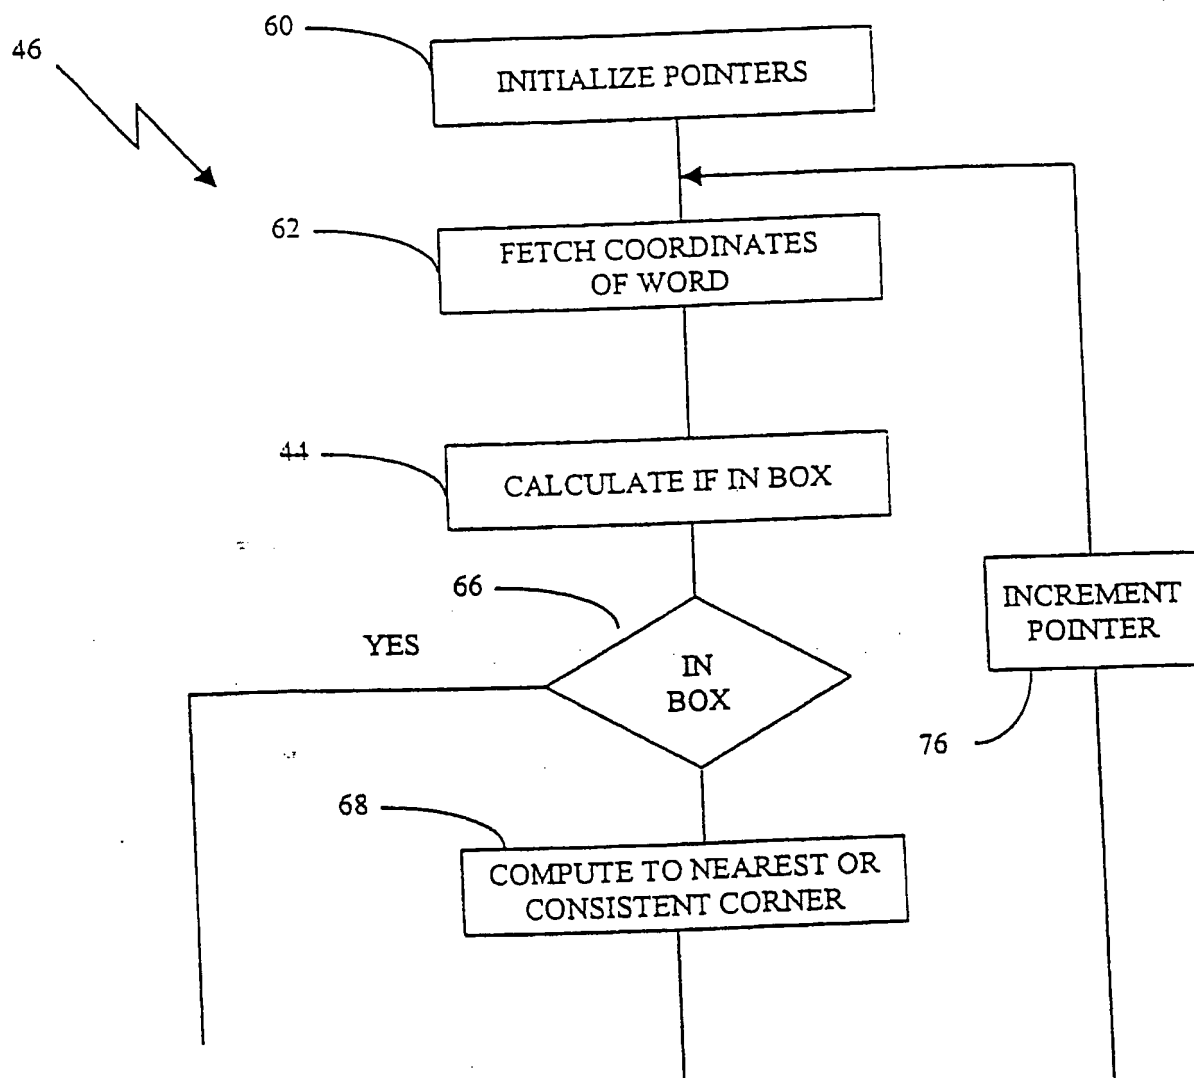 60
46
INITIALIZE POINTERS
62
FETCH COORDINATES
OF WORD
44
CALCULATE IF IN BOX
66
YES
IN
BOX
INCREMENT
POINTER
76
68
COMPUTE TO NEAREST OR
CONSISTENT CORNER